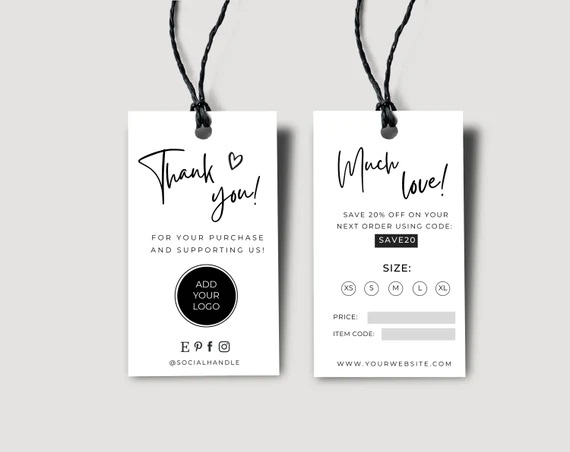 Thank
you!
FOR YOUR PURCHASE
AND SUPPORTING US!
ADD
YOUR
LOGO
@SOCIALHANDLE
Much
love!
SAVE 20% OFF ON YOUR
NEXT ORDER USING CODE:
SAVE20
SIZE:
XS S M L XL
PRICE:
ITEM CODE:
WWW.YOURWEBSITE.COM